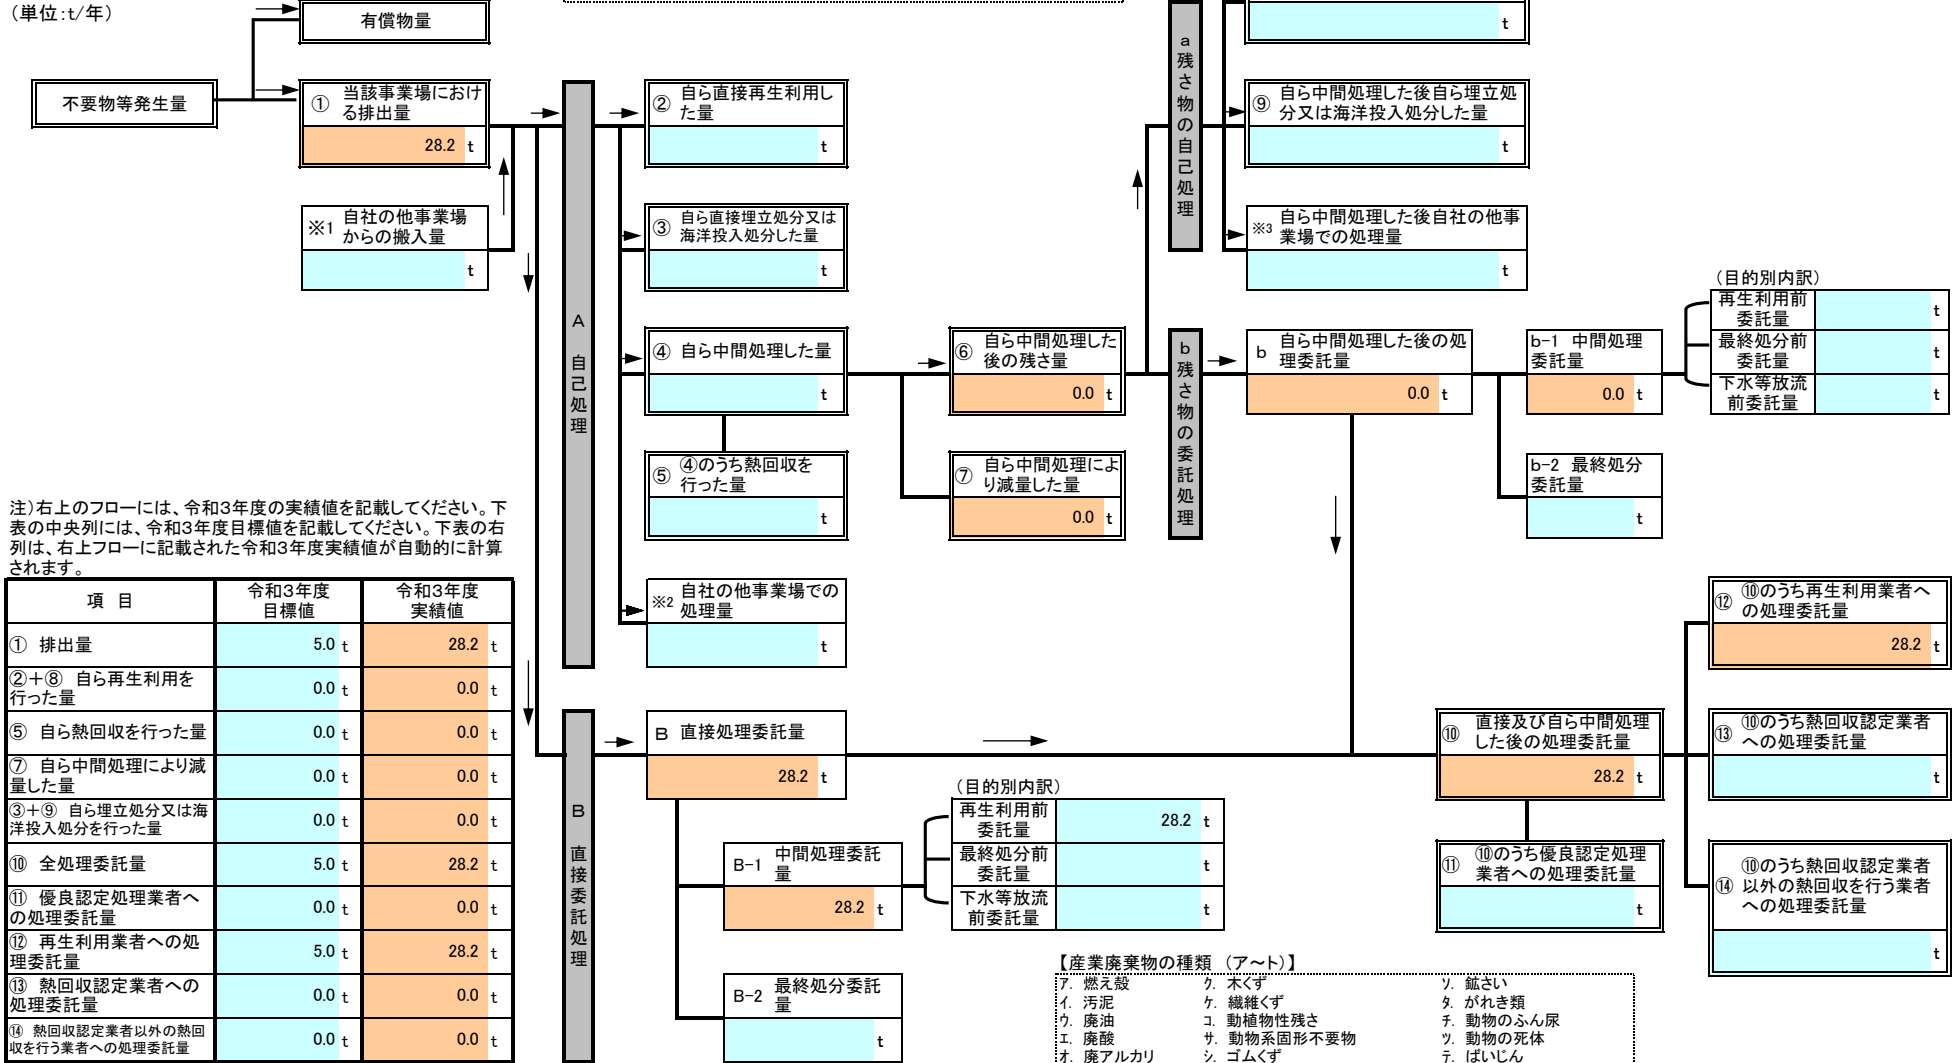 （単位：t/年）
有償物量
不要物等発生量
① 当該事業場におけ
る排出量
28.2 t
※1 自社の他事業場
からの搬入量
t
A 自己処理
② 自ら直接再生利用し
た量
t
③ 自ら直接埋立処分又は
海洋投入処分した量
t
④ 自ら中間処理した量
t
⑤ ④のうち熱回収を
行った量
t
※2 自社の他事業場での
処理量
t
⑥ 自ら中間処理した
後の残さ量
0.0 t
⑦ 自ら中間処理によ
り減量した量
0.0 t
a 残さ物の自己処理
t
⑨ 自ら中間処理した後自ら埋立処
分又は海洋投入処分した量
t
※3 自ら中間処理した後自社の他事
業場での処理量
t
b 残さ物の委託処理
b 自ら中間処理した後の処
理委託量
0.0 t
b-1 中間処理
委託量
0.0 t
（目的別内訳）
再生利用前
委託量
t
最終処分前
委託量
t
下水等放流
前委託量
t
b-2 最終処分
委託量
t
注）右上のフローには、令和３年度の実績値を記載してください。下
表の中央列には、令和３年度目標値を記載してください。下表の右
列は、右上フローに記載された令和３年度実績値が自動的に計算
されます。
項 目 令和３年度 目標値 令和３年度 実績値
① 排出量 5.0 t 28.2 t
②＋⑧ 自ら再生利用を
行った量 0.0 t 0.0 t
⑤ 自ら熱回収を行った量 0.0 t 0.0 t
⑦ 自ら中間処理により減
量した量 0.0 t 0.0 t
③＋⑨ 自ら埋立処分又は海
洋投入処分を行った量 0.0 t 0.0 t
⑩ 全処理委託量 5.0 t 28.2 t
⑪ 優良認定処理業者へ
の処理委託量 0.0 t 0.0 t
⑫ 再生利用業者への処
理委託量 5.0 t 28.2 t
⑬ 熱回収認定業者への
処理委託量 0.0 t 0.0 t
⑭ 熱回収認定業者以外の熱回
収を行う業者への処理委託量 0.0 t 0.0 t
B 直接委託処理
B 直接処理委託量
28.2 t
B-1 中間処理委託
量
28.2 t
（目的別内訳）
再生利用前
委託量
28.2 t
最終処分前
委託量
t
下水等放流
前委託量
t
B-2 最終処分委託
量
t
⑩ 直接及び自ら中間処理
した後の処理委託量
28.2 t
⑪ ⑩のうち優良認定処理
業者への処理委託量
t
⑫ ⑩のうち再生利用業者へ
の処理委託量
28.2 t
⑬ ⑩のうち熱回収認定業者
への処理委託量
t
⑭ ⑩のうち熱回収認定業者
以外の熱回収を行う業者
への処理委託量
t
【産業廃棄物の種類 （ア～ト）】
ア. 燃え殻 ク. 木くず ソ. 鉱さい
イ. 汚泥 ケ. 繊維くず タ. がれき類
ウ. 廃油 コ. 動植物性残さ チ. 動物のふん尿
エ. 廃酸 サ. 動物系固形不要物 ツ. 動物の死体
オ. 廃アルカリ シ. ゴムくず テ. ばいじん